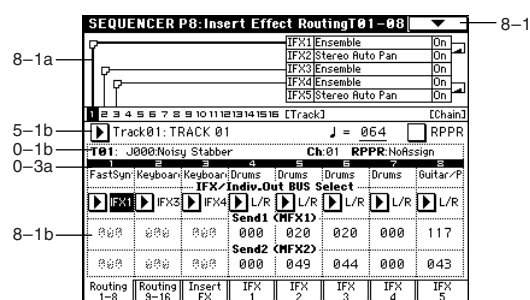 SEQUENCER P8:Insert Effect RoutingT01-08
8-1
IFX1 Ensemble On
IFX2 Stereo Auto Pan On
8-1a
IFX3 Ensemble On
IFX4 Ensemble On
IFX5 Stereo Auto Pan On
1 2 3 4 5 6 7 8 9 10 11 12 13 14 15 16 [Track] [Chain]
5-1b
Track01: TRACK 01 ♩ = 064 RPPR
0-1b
T01: J000:Noisy Stabber Ch:01 RPPR:NoAssign
0-3a
1 2 3 4 5 6 7 8
FastSyn Keyboar Keyboar Drums Drums Drums Drums Guitar/P
IFX/Indiv.Out BUS Select
IFX1 IFX3 IFX4 L/R L/R L/R L/R L/R
Send1 (MFX1)
8-1b
000 000 000 000 020 020 000 117
Send2 (MFX2)
000 000 000 000 049 044 000 043
Routing 1-8 Routing 9-16 Insert FX IFX 1 IFX 2 IFX 3 IFX 4 IFX 5